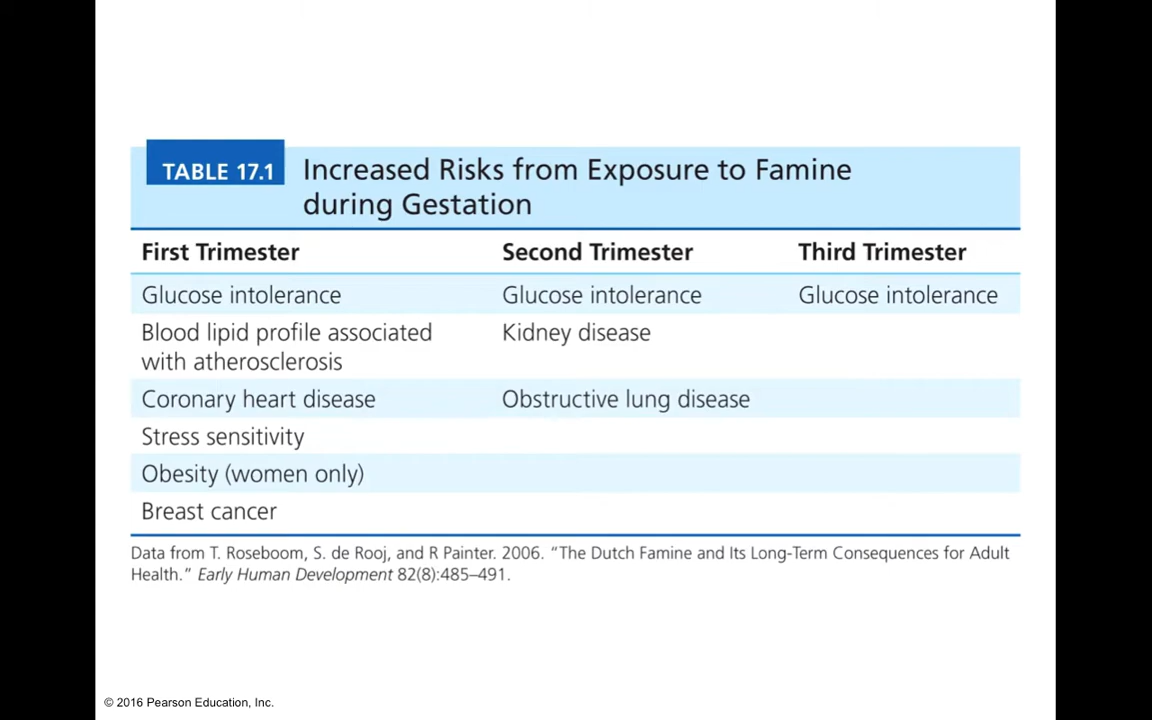 TABLE 17.1 Increased Risks from Exposure to Famine
during Gestation
First Trimester Second Trimester Third Trimester
Glucose intolerance Glucose intolerance Glucose intolerance
Blood lipid profile associated Kidney disease
with atherosclerosis
Coronary heart disease Obstructive lung disease
Stress sensitivity
Obesity (women only)
Breast cancer
Data from T. Roseboom, S. de Rooj, and R Painter. 2006. “The Dutch Famine and Its Long-Term Consequences for Adult
Health.” Early Human Development 82(8):485–491.
© 2016 Pearson Education, Inc.